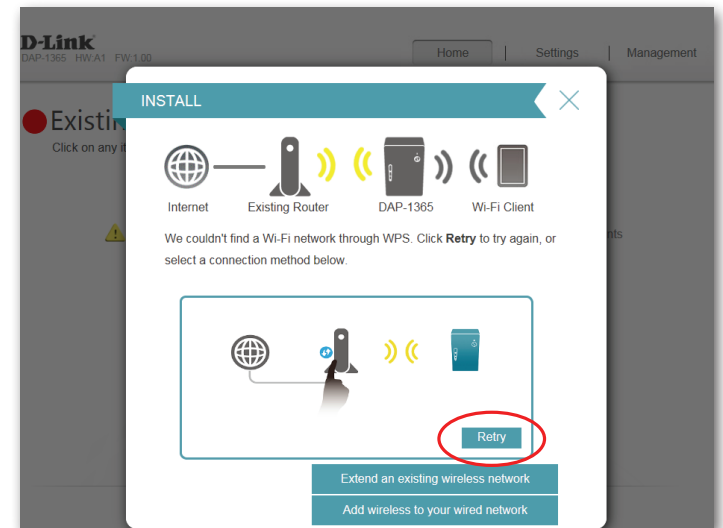 D-Link
DAP-1365 HW:A1 FW:1.00
Home | Settings | Management
INSTALL
Click on any
Internet Existing Router DAP-1365 Wi-Fi Client
We couldn't find a Wi-Fi network through WPS. Click Retry to try again, or
select a connection method below.
Retry
Extend an existing wireless network
Add wireless to your wired network